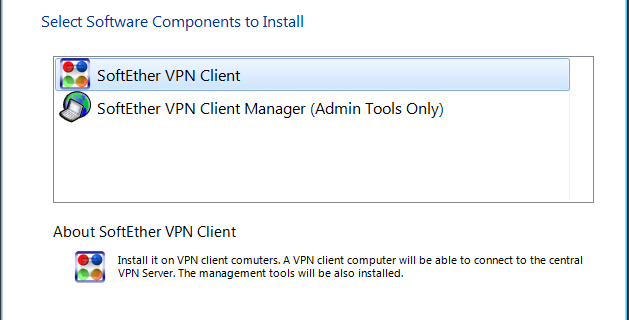 Select Software Components to Install
SoftEther VPN Client
SoftEther VPN Client Manager (Admin Tools Only)
About SoftEther VPN Client
Install it on VPN client comuters. A VPN client computer will be able to connect to the central
VPN Server. The management tools will be also installed.